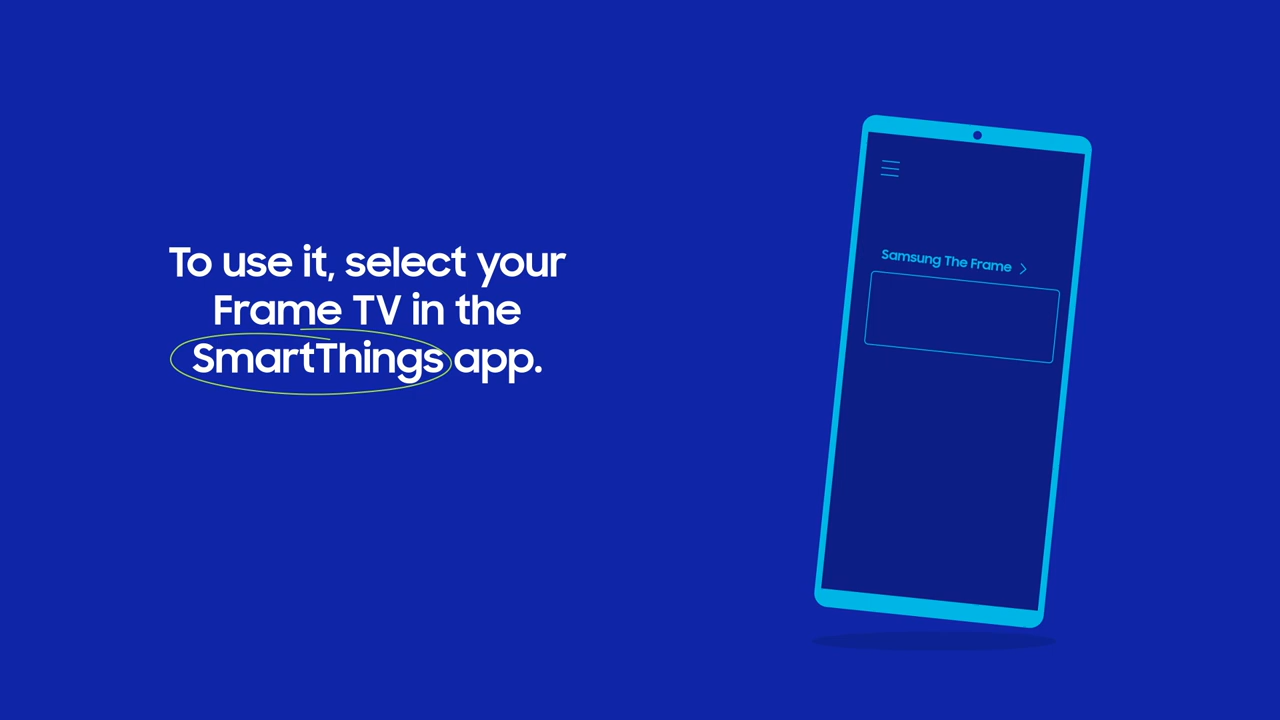 To use it, select your
Frame TV in the
SmartThings app.
Samsung The Frame